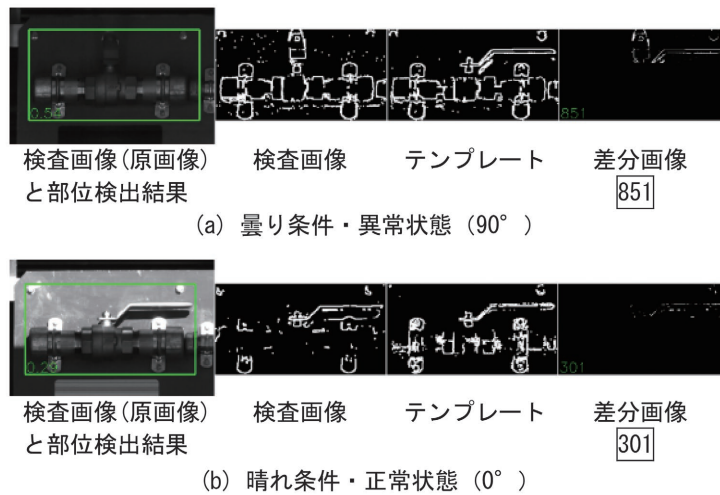 0.50
851
検査画像(原画像)
と部位検出結果
検査画像
テンプレート
差分画像
851
(a) 曇り条件・異常状態 (90°)
0.29
301
検査画像(原画像)
と部位検出結果
検査画像
テンプレート
差分画像
301
(b) 晴れ条件・正常状態 (0°)